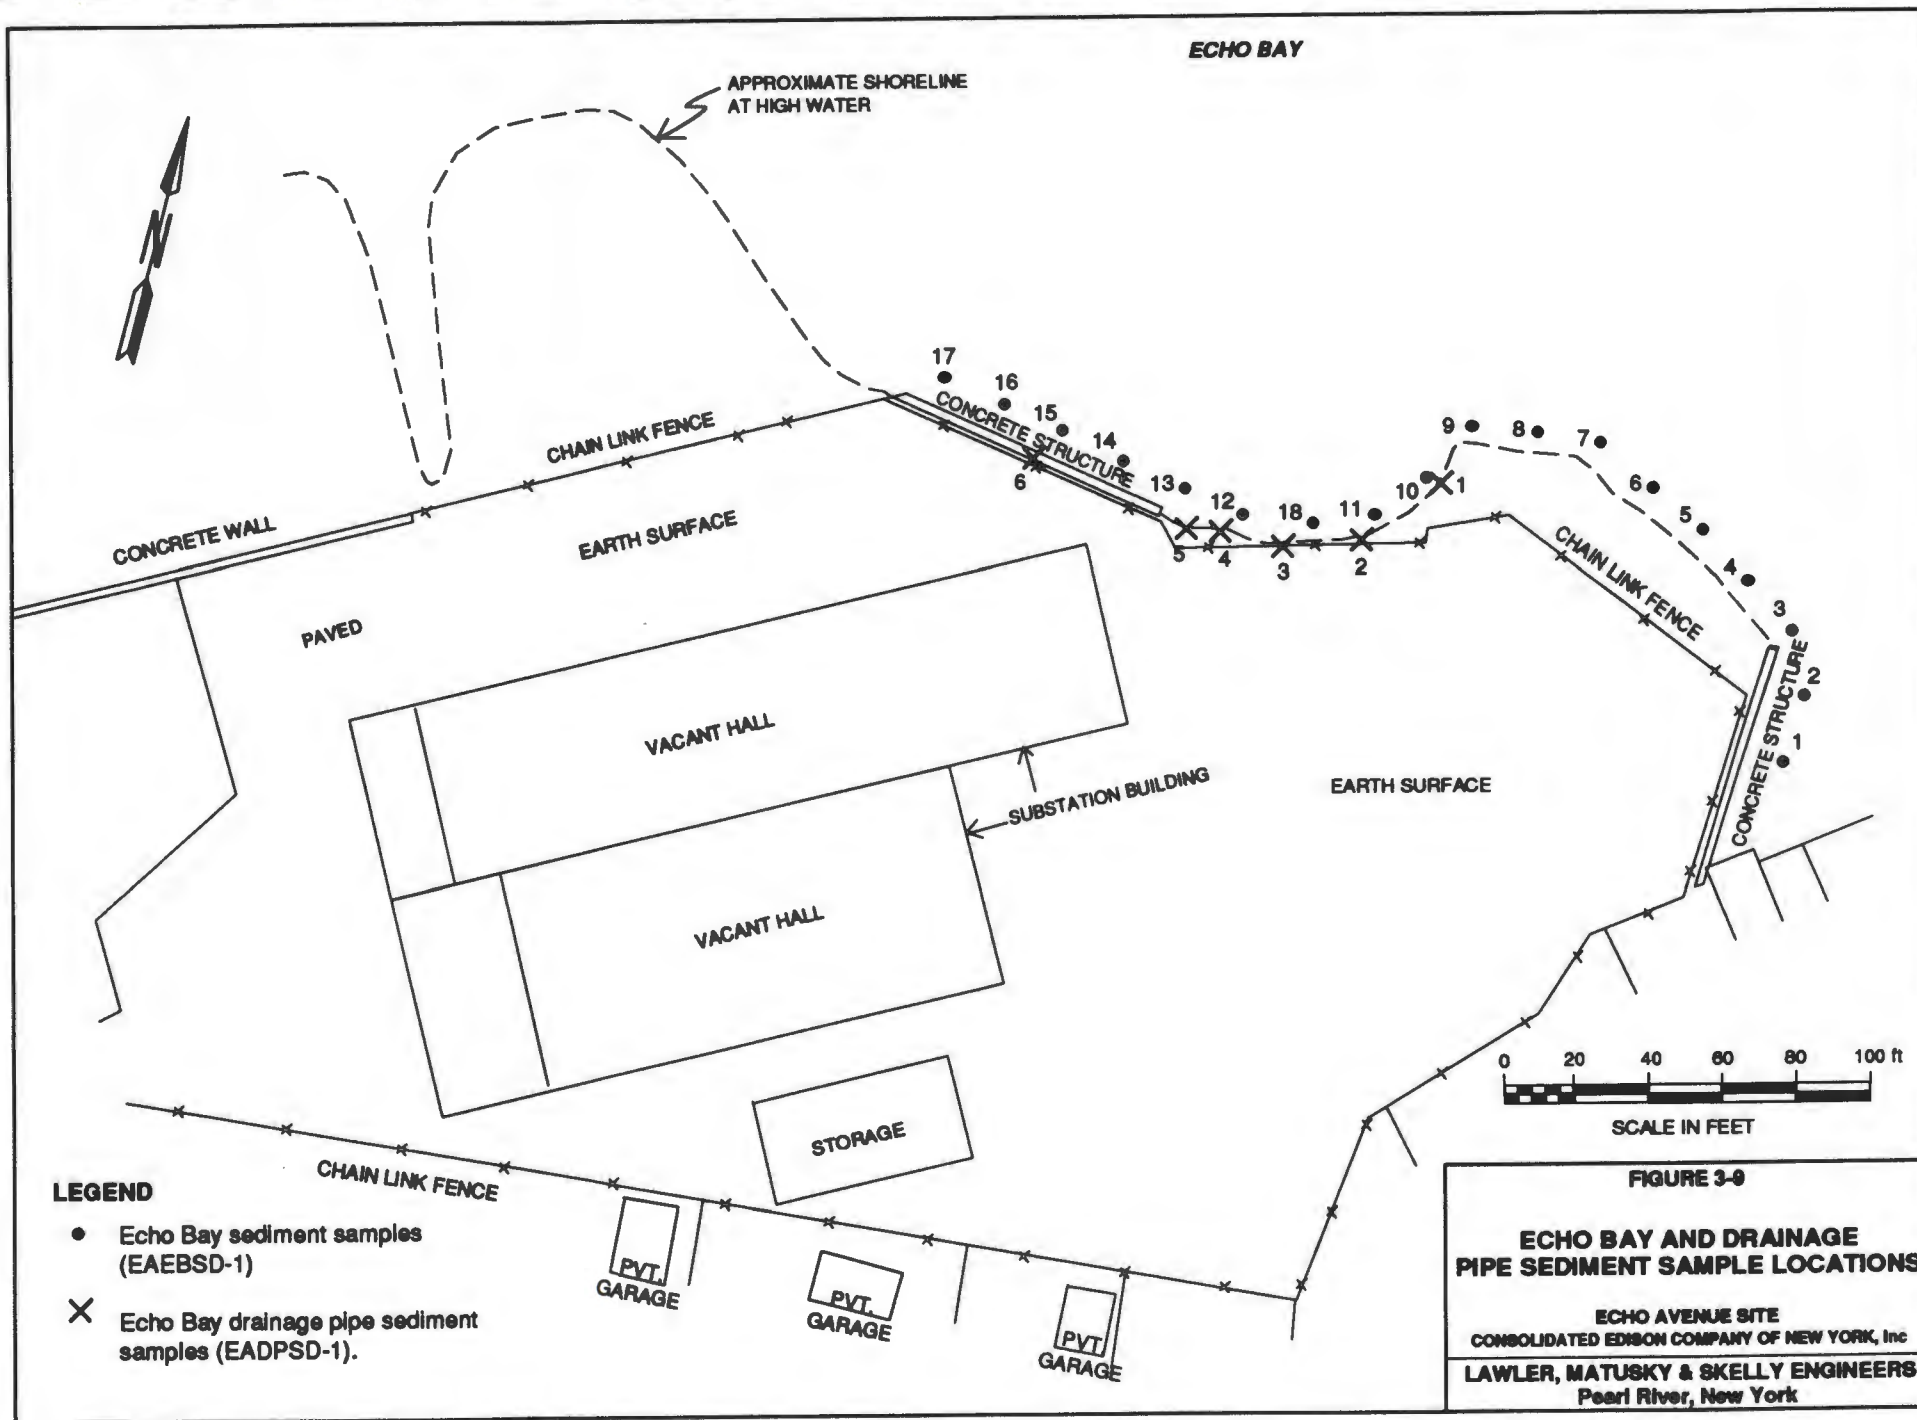 ECHO BAY
APPROXIMATE SHORELINE
AT HIGH WATER
N
17
16
15
14
13
12
18
11
10
9
8
7
6
5
4
3
2
1
CONCRETE STRUCTURE
6
5
4
3
2
1
CHAIN LINK FENCE
CONCRETE WALL
EARTH SURFACE
PAVED
CHAIN LINK FENCE
CONCRETE STRUCTURE
VACANT HALL
SUBSTATION BUILDING
EARTH SURFACE
VACANT HALL
STORAGE
CHAIN LINK FENCE
PVT.
GARAGE
PVT.
GARAGE
PVT
GARAGE
0 20 40 60 80 100 ft
SCALE IN FEET
LEGEND
Echo Bay sediment samples
(EAEBSD-1)
Echo Bay drainage pipe sediment
samples (EADPSD-1).
FIGURE 3-9
ECHO BAY AND DRAINAGE
PIPE SEDIMENT SAMPLE LOCATIONS
ECHO AVENUE SITE
CONSOLIDATED EDISON COMPANY OF NEW YORK, Inc
LAWLER, MATUSKY & SKELLY ENGINEERS
Pearl River, New York